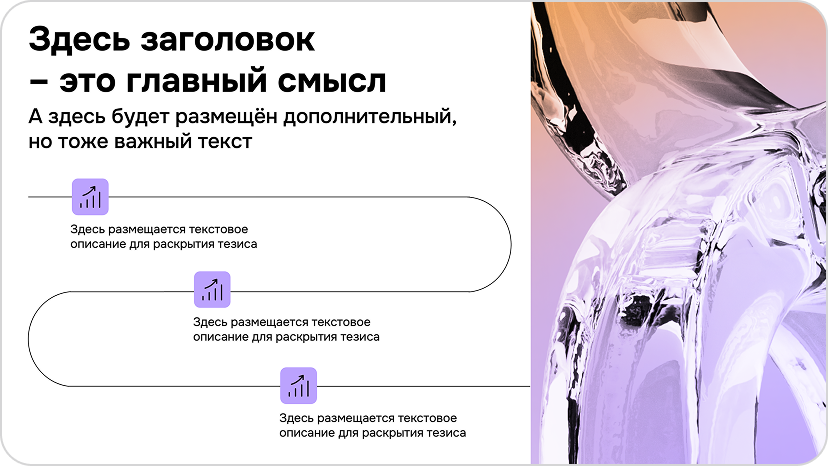 Здесь заголовок
– это главный смысл
А здесь будет размещён дополнительный,
но тоже важный текст
Здесь размещается текстовое
описание для раскрытия тезиса
Здесь размещается текстовое
описание для раскрытия тезиса
Здесь размещается текстовое
описание для раскрытия тезиса